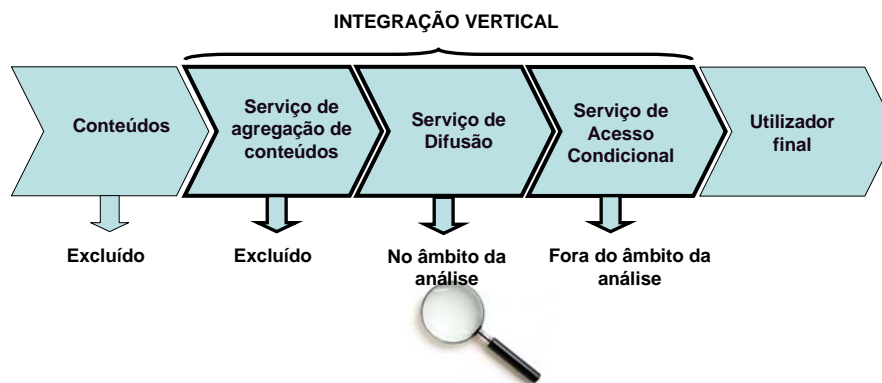 INTEGRAÇÃO VERTICAL
Conteúdos
Serviço de
agregação de
conteúdos
Serviço de
Difusão
Serviço de
Acesso
Condicional
Utilizador
final
Excluído
Excluído
No âmbito da
análise
Fora do âmbito da
análise